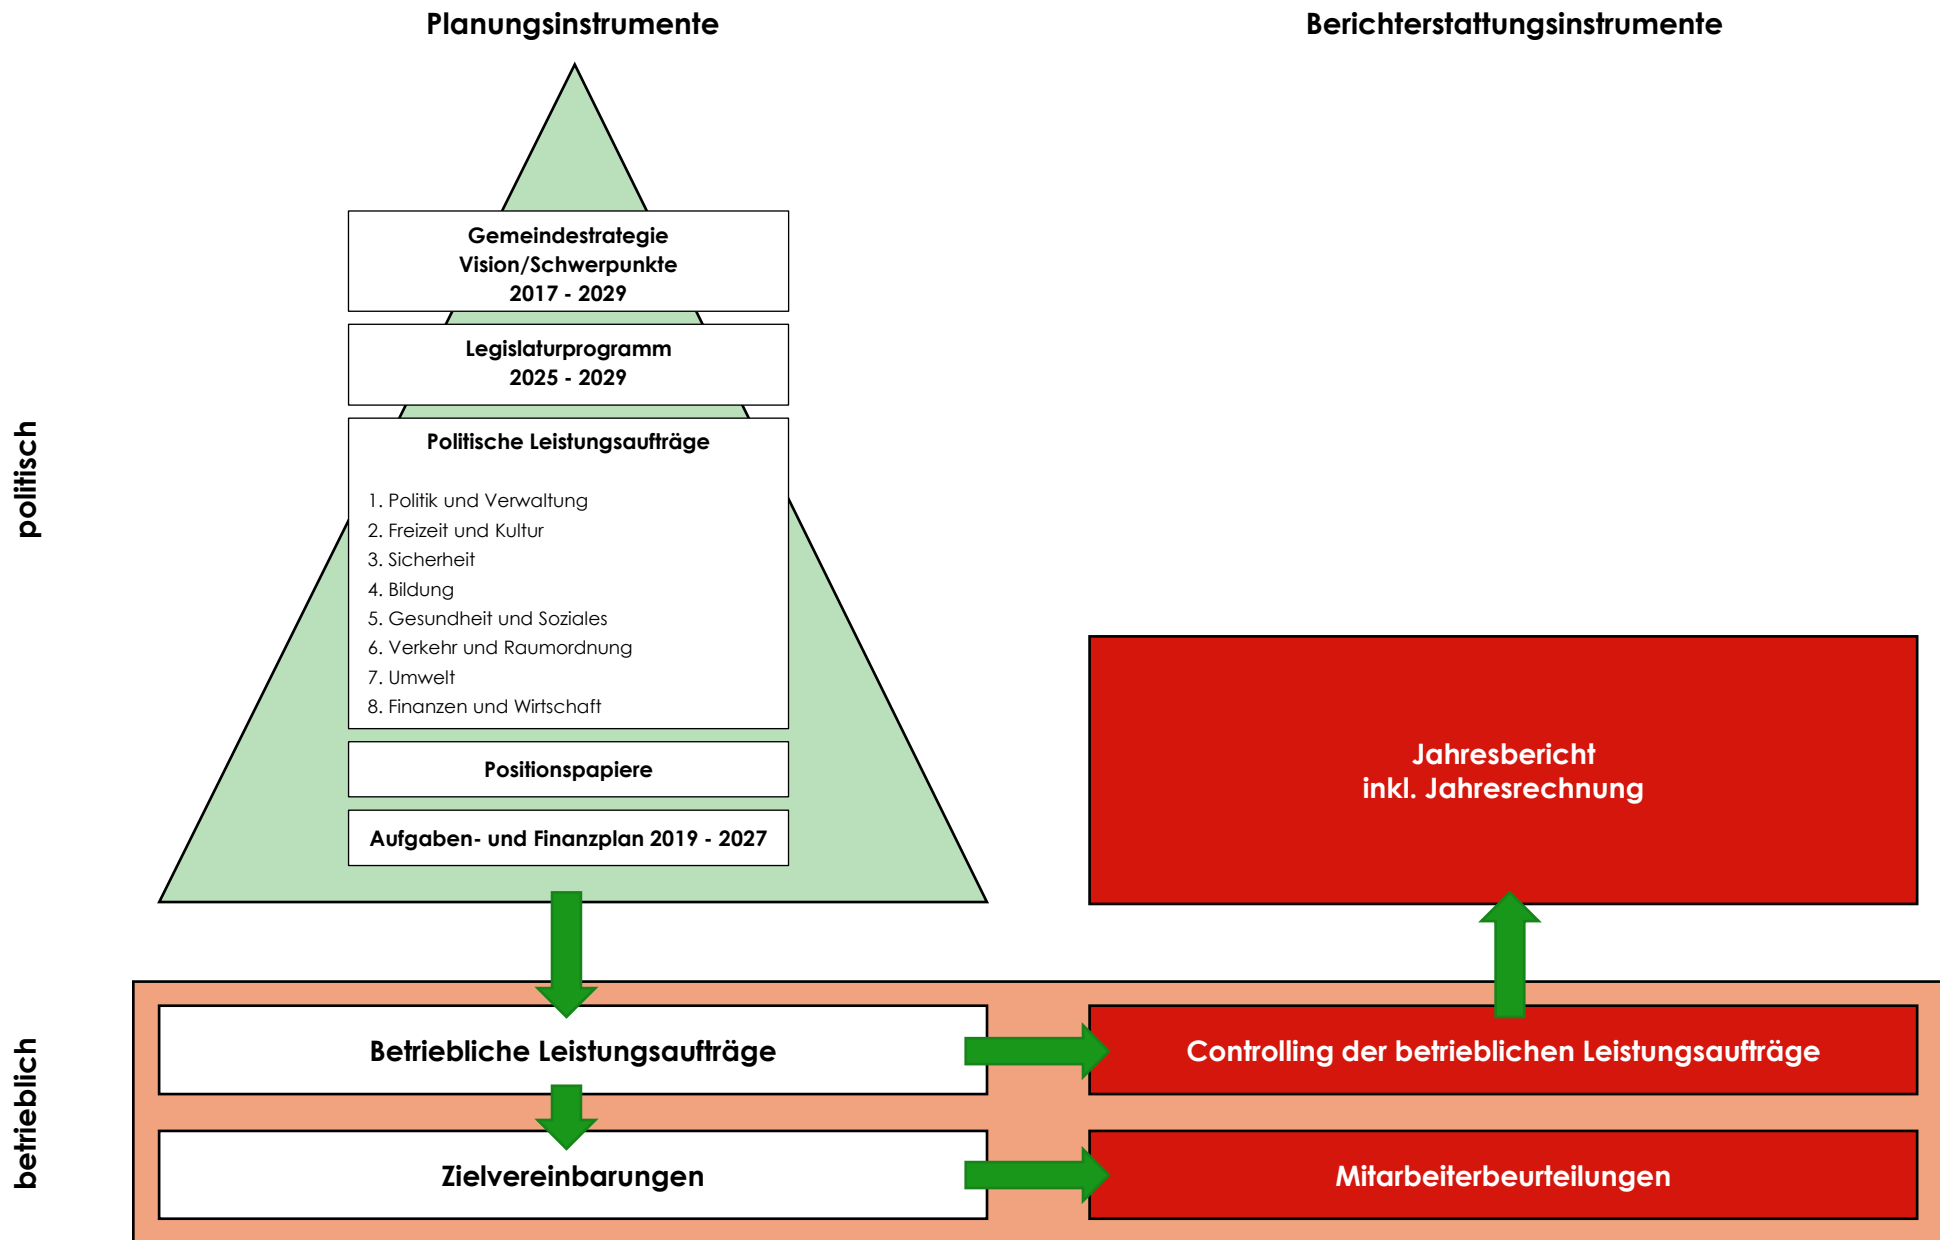 Planungsinstrumente
Berichterstattungsinstrumente
politisch
Gemeindestrategie
Vision/Schwerpunkte
2017 - 2029
Legislaturprogramm
2025 - 2029
Politische Leistungsaufträge
1. Politik und Verwaltung
2. Freizeit und Kultur
3. Sicherheit
4. Bildung
5. Gesundheit und Soziales
6. Verkehr und Raumordnung
7. Umwelt
8. Finanzen und Wirtschaft
Positionspapiere
Aufgaben- und Finanzplan 2019 - 2027
Jahresbericht
inkl. Jahresrechnung
betrieblich
Betriebliche Leistungsaufträge
Controlling der betrieblichen Leistungsaufträge
Zielvereinbarungen
Mitarbeiterbeurteilungen